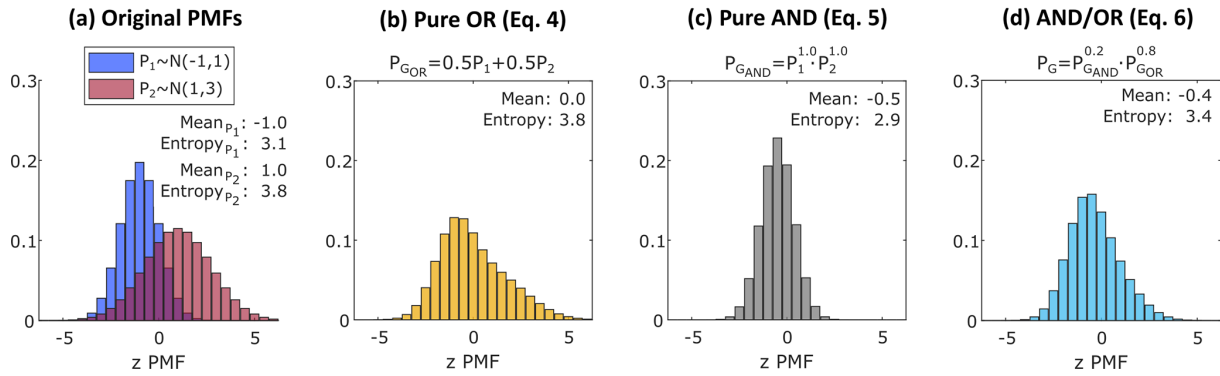 (a) Original PMFs
P₁~N(-1,1)
P₂~N(1,3)
Mean_P₁: -1.0
Entropy_P₁: 3.1
Mean_P₂: 1.0
Entropy_P₂: 3.8
0.3
0.2
0.1
0
-5 0 5
z PMF
(b) Pure OR (Eq. 4)
P_G_OR=0.5P₁+0.5P₂
Mean: 0.0
Entropy: 3.8
0.3
0.2
0.1
0
-5 0 5
z PMF
(c) Pure AND (Eq. 5)
P_G_AND=P₁^1.0·P₂^1.0
Mean: -0.5
Entropy: 2.9
0.3
0.2
0.1
0
-5 0 5
z PMF
(d) AND/OR (Eq. 6)
P_G=P_G_AND^0.2·P_G_OR^0.8
Mean: -0.4
Entropy: 3.4
0.3
0.2
0.1
0
-5 0 5
z PMF